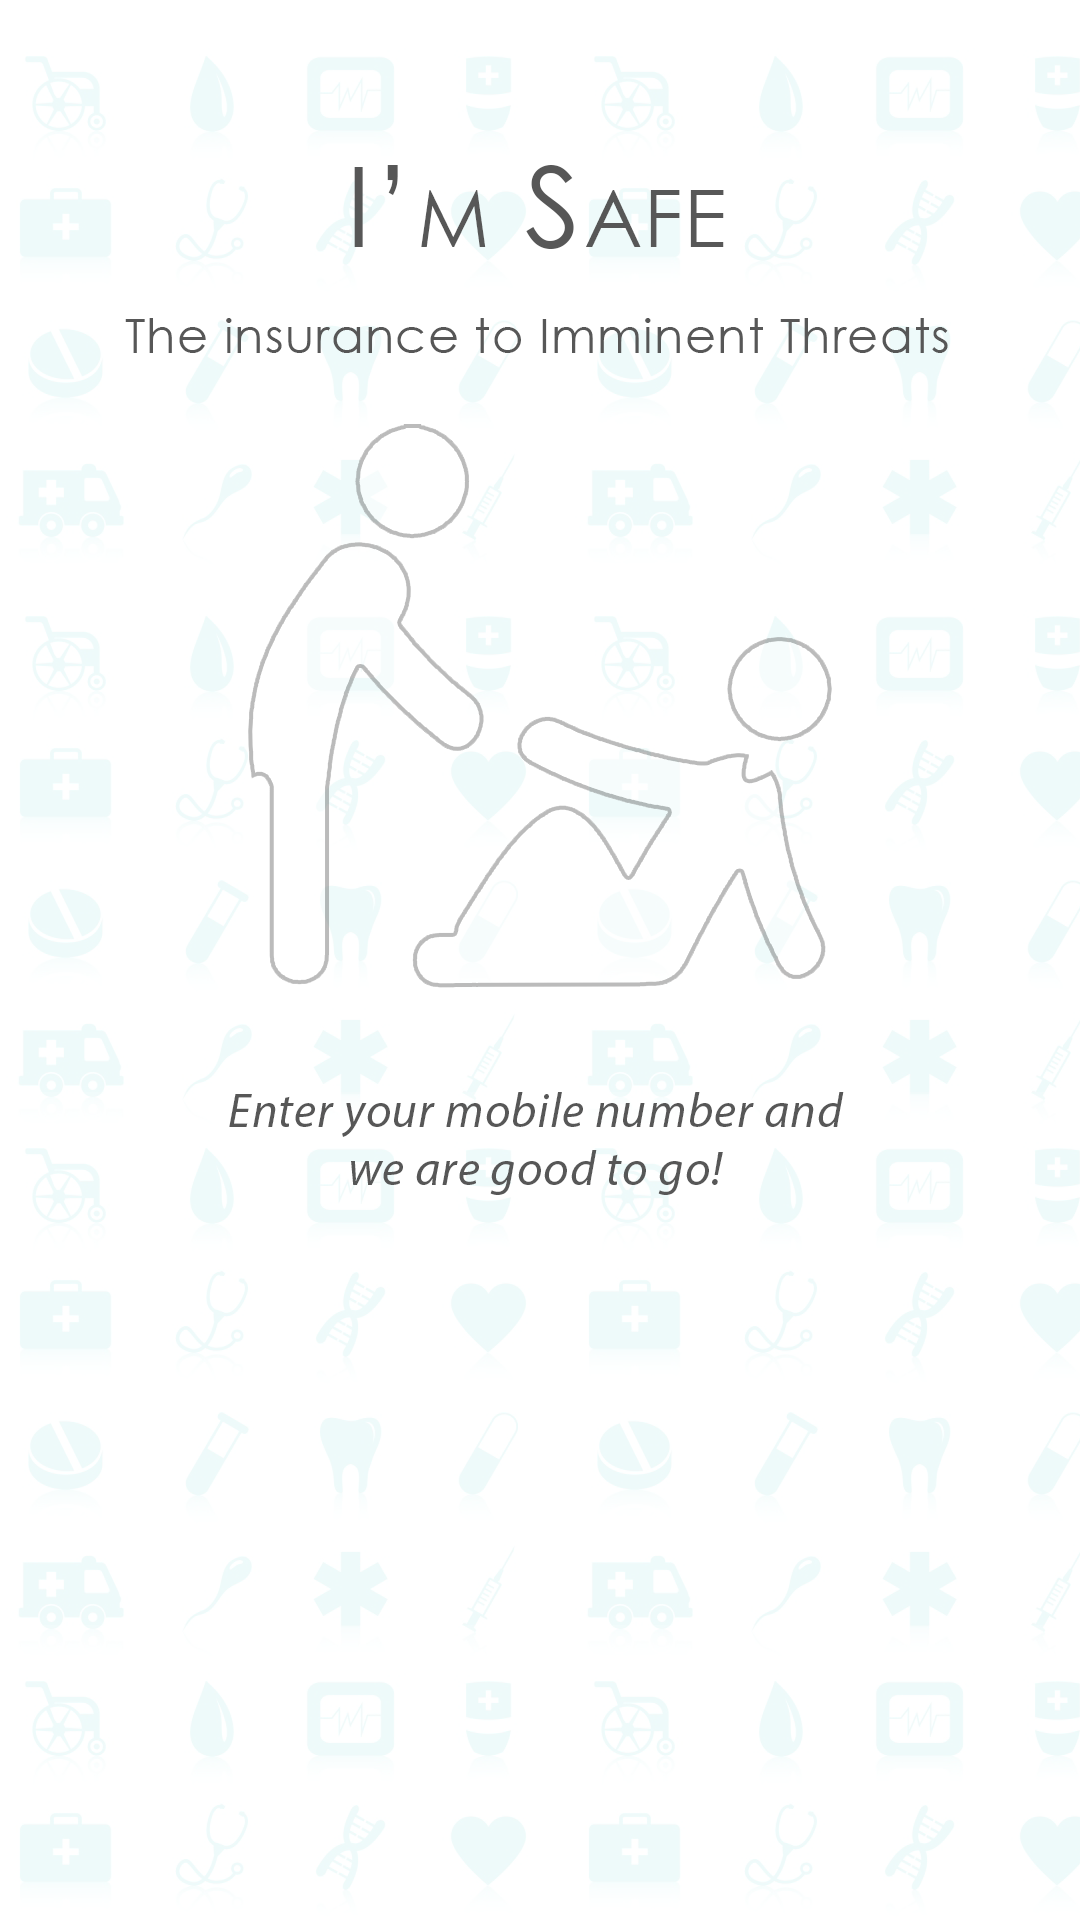 I'm Safe
The insurance to Imminent Threats
Enter your mobile number and
we are good to go!